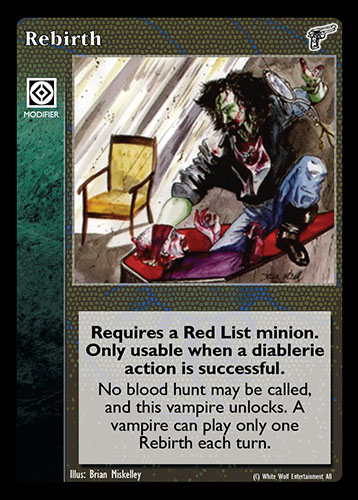 Rebirth
MODIFIER
Requires a Red List minion.
Only usable when a diablerie
action is successful.
No blood hunt may be called,
and this vampire unlocks. A
vampire can play only one
Rebirth each turn.
Illus: Brian Miskelley
(C) White Wolf Entertainment AB